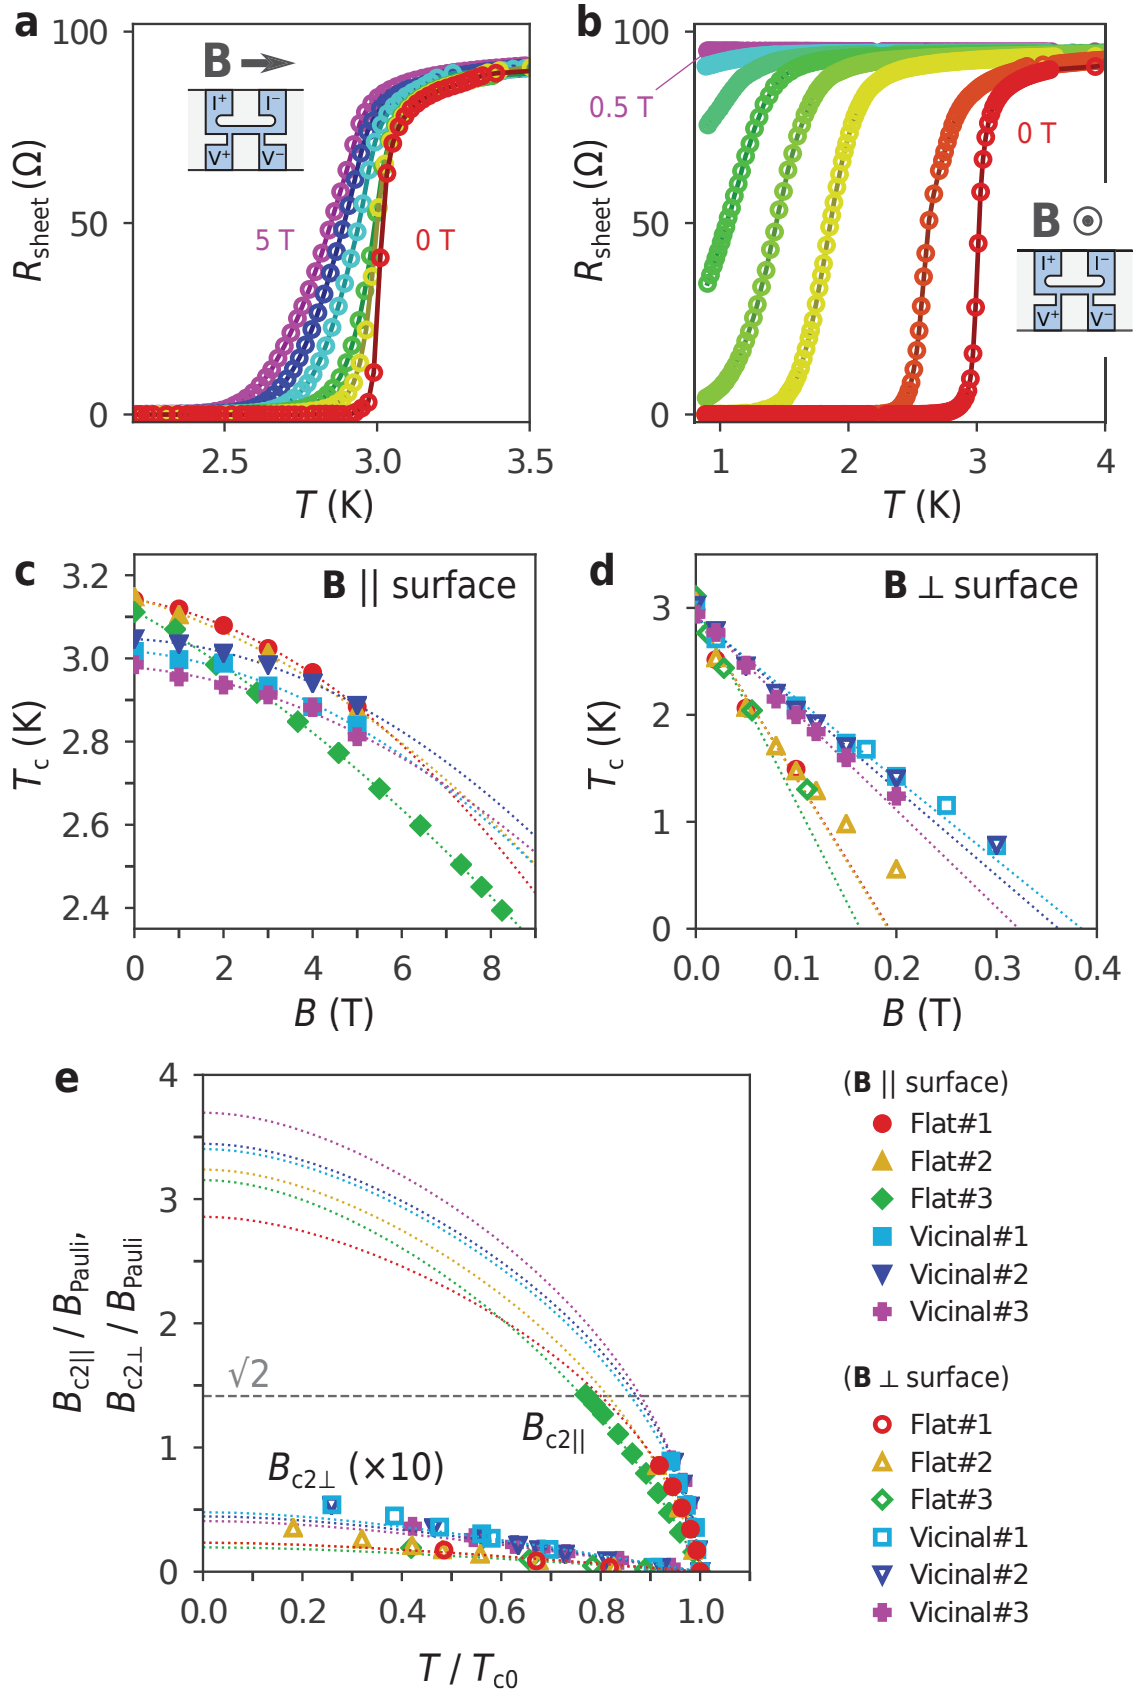 a
100
50
0
R_sheet (Ω)
B
I⁺ I⁻
V⁺ V⁻
5 T
0 T
2.5 3.0 3.5
T (K)
b
100
50
0
R_sheet (Ω)
0.5 T
0 T
B
I⁺ I⁻
V⁺ V⁻
1 2 3 4
T (K)
c
B || surface
3.2
3.0
2.8
2.6
2.4
T_c (K)
0 2 4 6 8
B (T)
d
B ⊥ surface
3
2
1
0
T_c (K)
0.0 0.1 0.2 0.3 0.4
B (T)
e
4
3
2
1
0
B_c2|| / B_Pauli,
B_c2⊥ / B_Pauli
√2
B_c2||
B_c2⊥ (×10)
0.0 0.2 0.4 0.6 0.8 1.0
T / T_c0
(B || surface)
Flat#1
Flat#2
Flat#3
Vicinal#1
Vicinal#2
Vicinal#3
(B ⊥ surface)
Flat#1
Flat#2
Flat#3
Vicinal#1
Vicinal#2
Vicinal#3